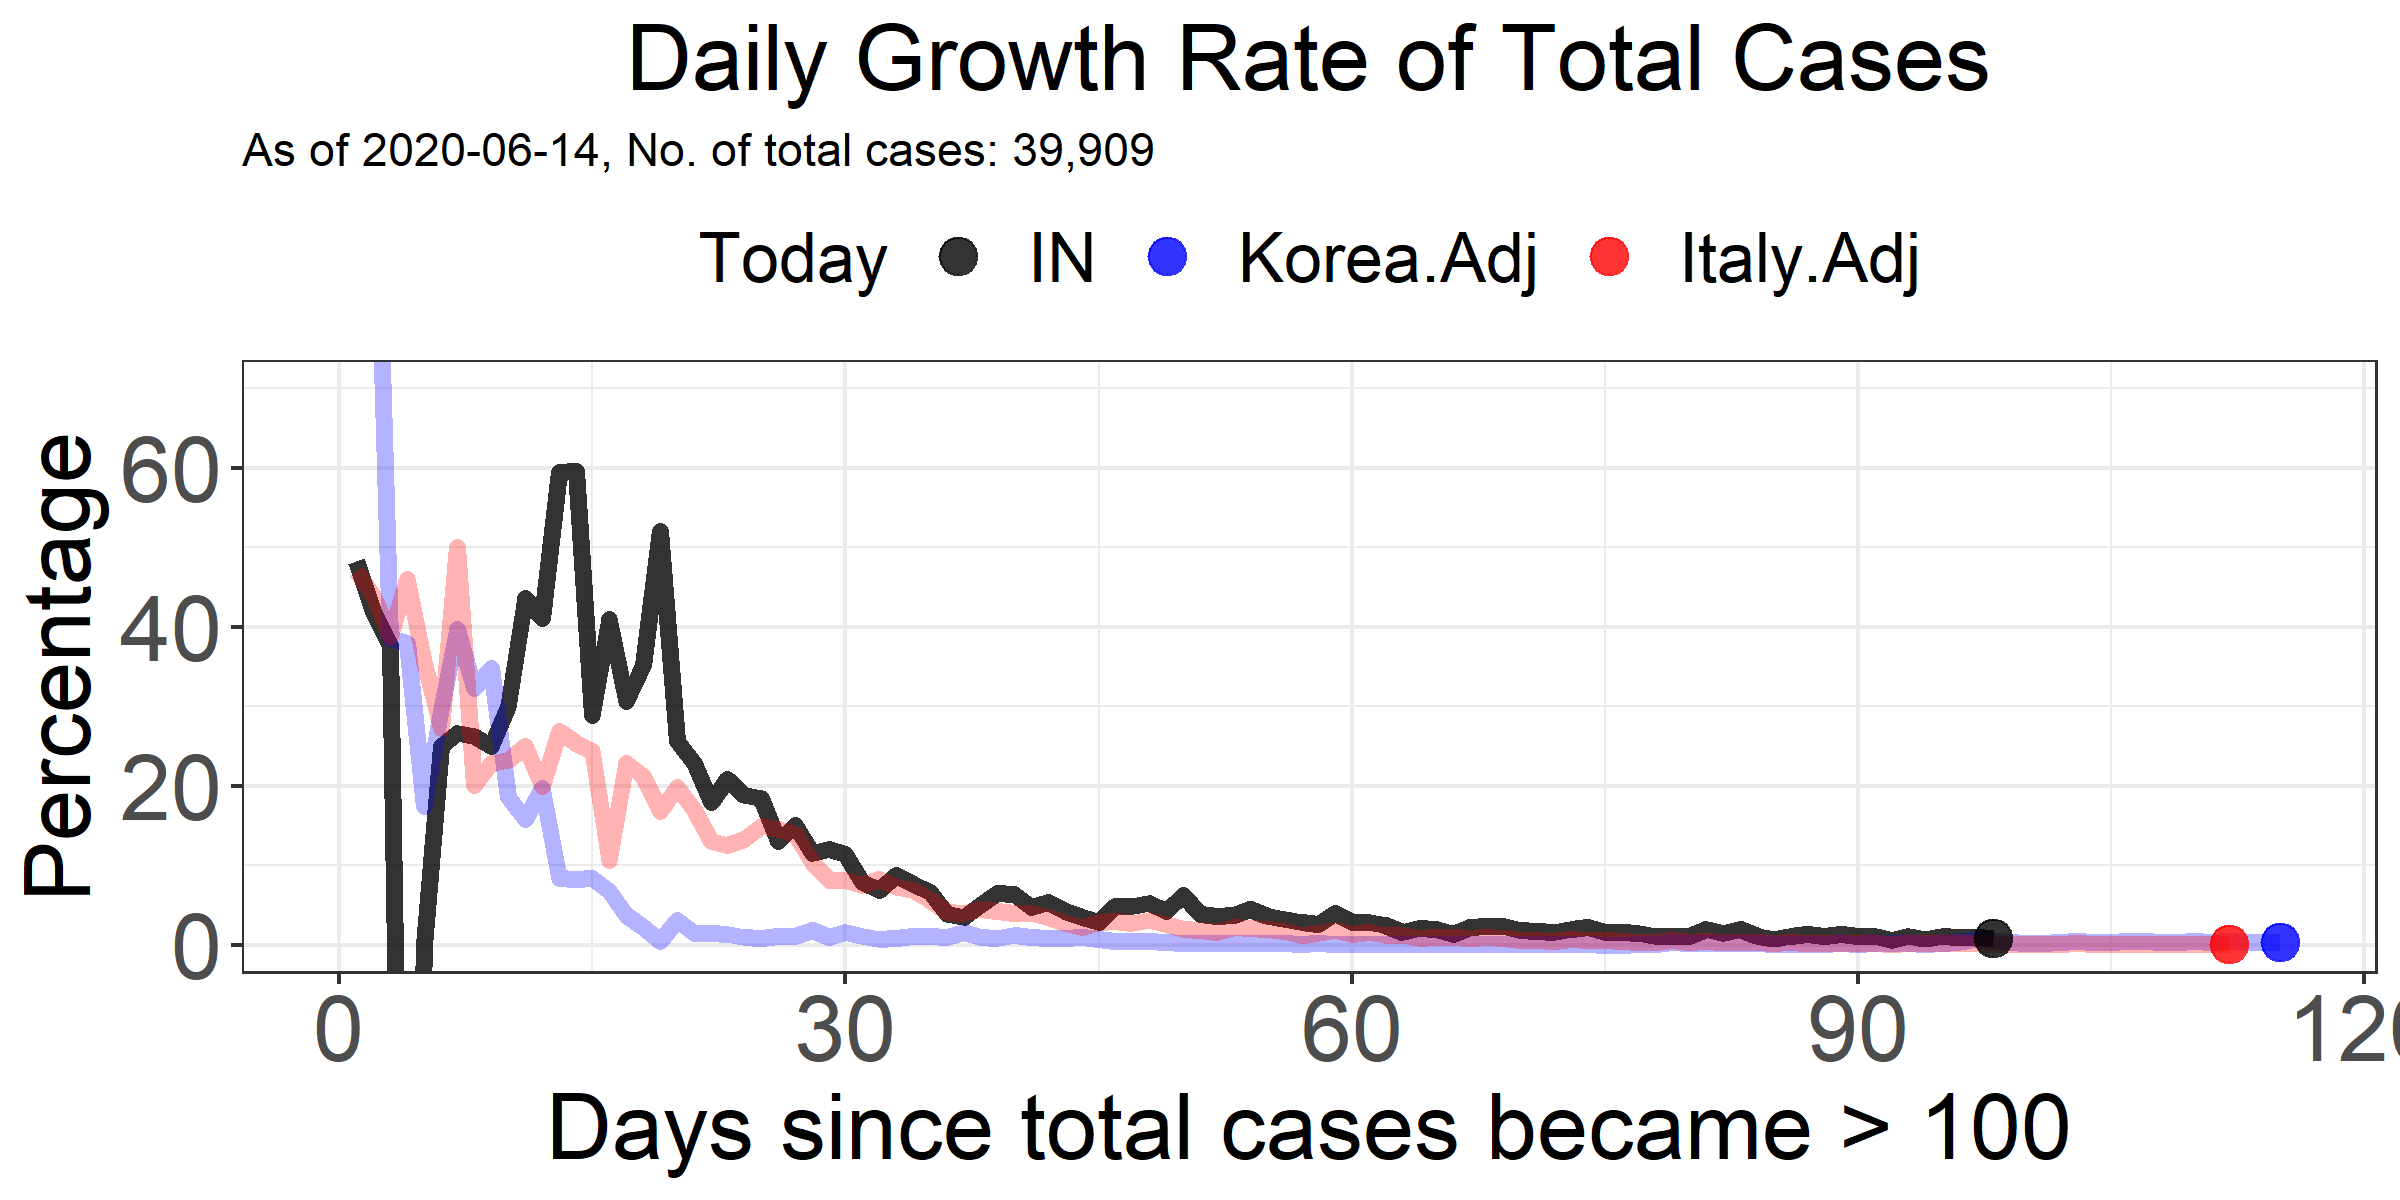 Daily Growth Rate of Total Cases
As of 2020-06-14, No. of total cases: 39,909
Today IN Korea.Adj Italy.Adj
Percentage
60
40
20
0
0 30 60 90 120
Days since total cases became > 100